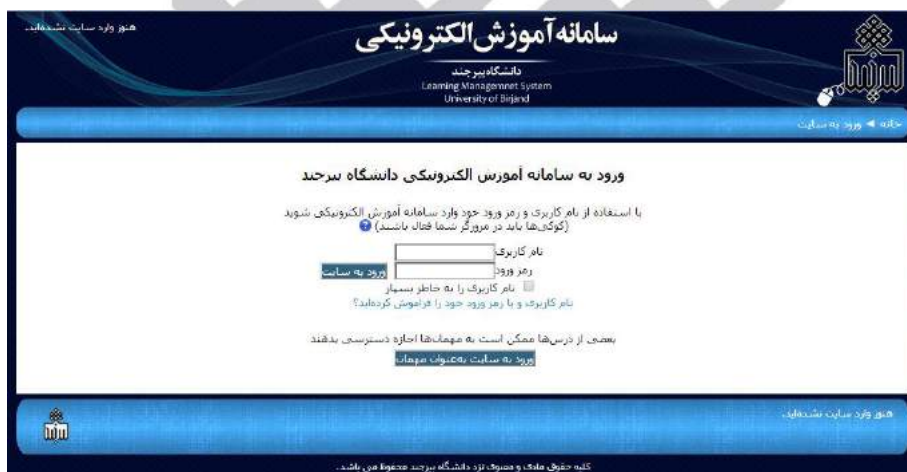 هنوز وارد سایت نشده‌اید.
سامانه آموزش الکترونیکی
دانشگاه بیرجند
Learning Managemnet System
University of Birjand
خانه ◄ ورود به سایت
ورود به سامانه آموزش الکترونیکی دانشگاه بیرجند
با استفاده از نام کاربری و رمز ورود خود وارد سامانه آموزش الکترونیکی شوید
(کوکی‌ها باید در مرورگر شما فعال باشند)
نام کاربری
رمز ورود
ورود به سایت
نام کاربری را به خاطر بسپار
نام کاربری و یا رمز ورود خود را فراموش کرده‌اید؟
بعضی از درس‌ها ممکن است به مهمان‌ها اجازه دسترسی بدهند
ورود به سایت به‌عنوان مهمان
هنوز وارد سایت نشده‌اید.
کلیه حقوق مادی و معنوی نزد دانشگاه بیرجند محفوظ می باشد.